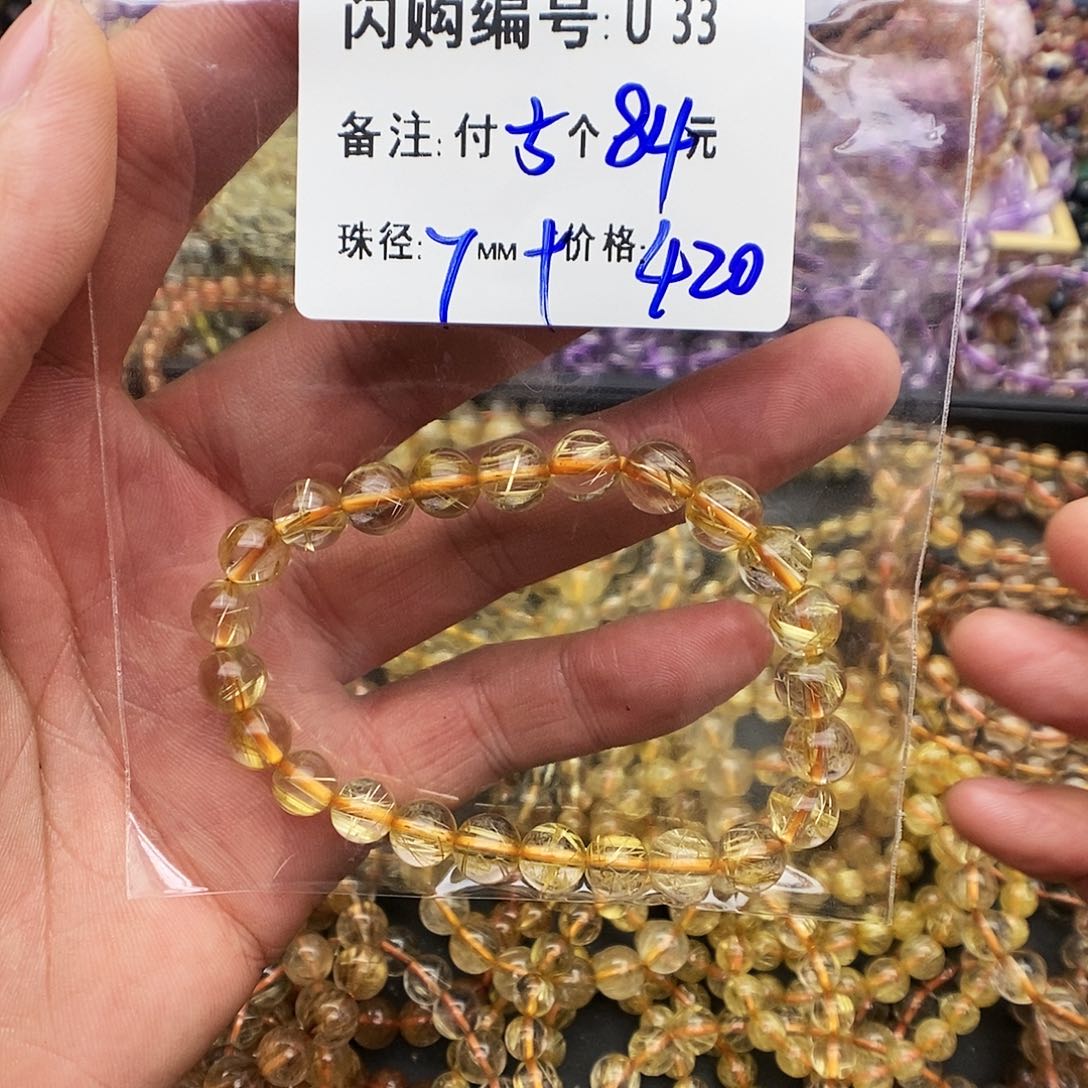 闪购编号: U 33
备注: 付 5 个 84 元
珠径: 7 MM + 价格: 420